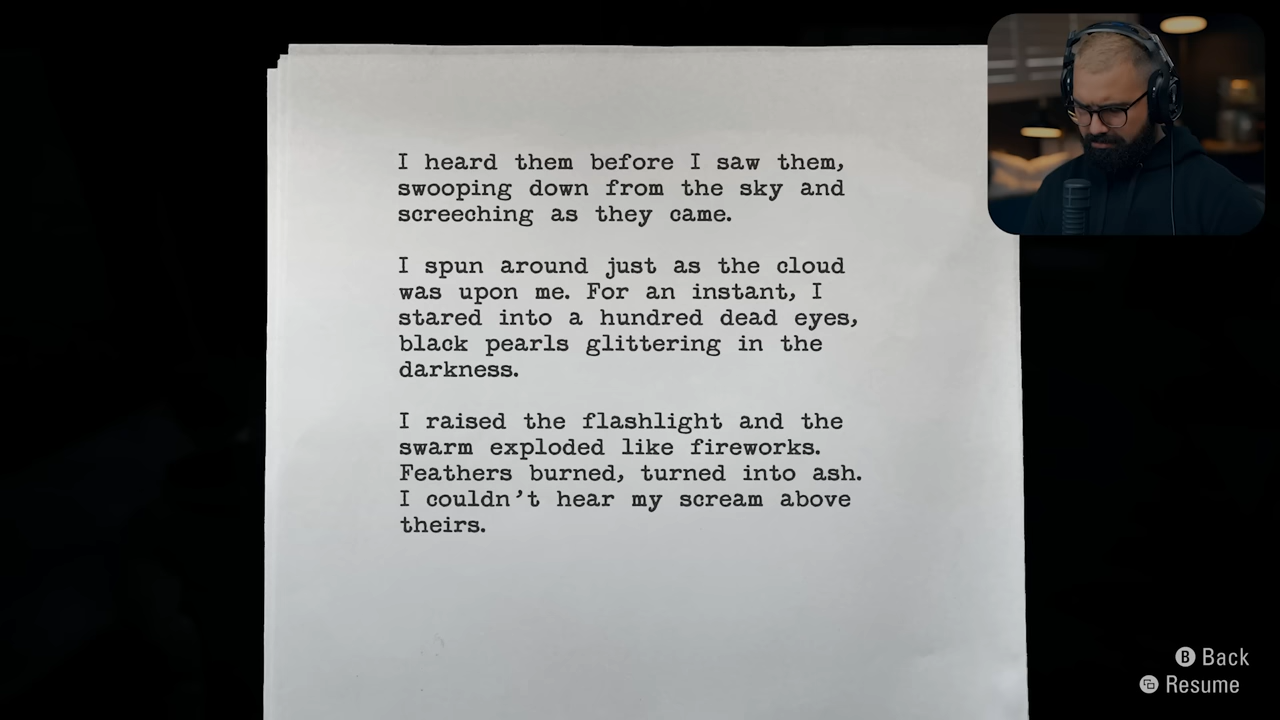 I heard them before I saw them,
swooping down from the sky and
screeching as they came.
I spun around just as the cloud
was upon me. For an instant, I
stared into a hundred dead eyes,
black pearls glittering in the
darkness.
I raised the flashlight and the
swarm exploded like fireworks.
Feathers burned, turned into ash.
I couldn't hear my scream above
theirs.
B Back
Resume